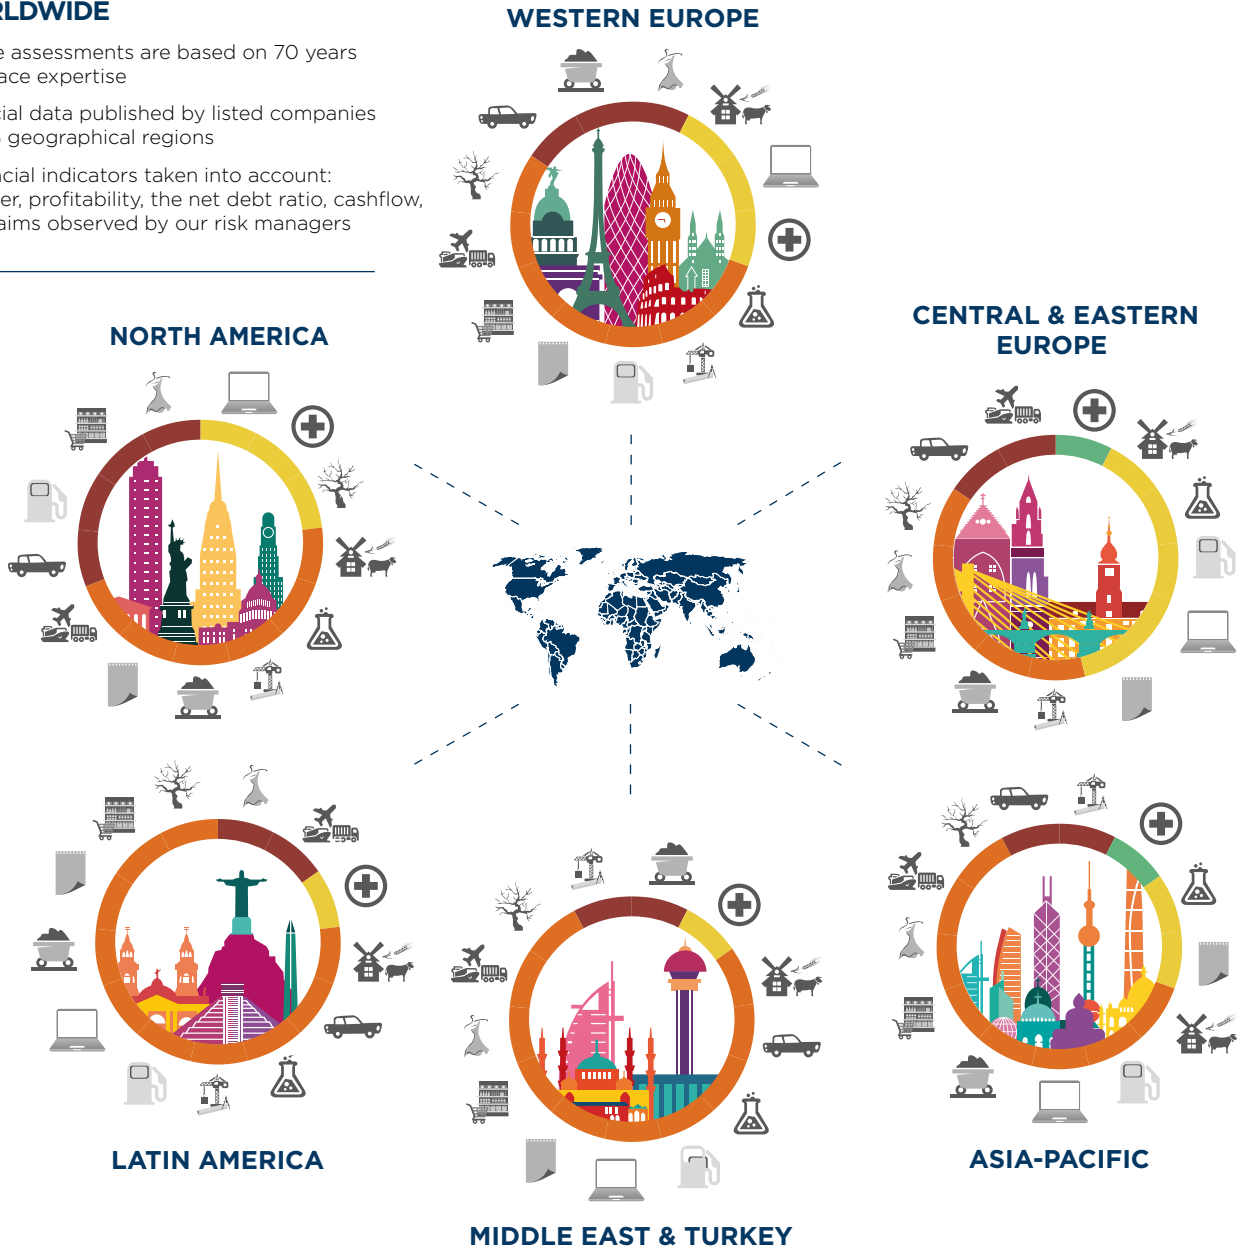 RLDWIDE
e assessments are based on 70 years
ace expertise
cial data published by listed companies
geographical regions
ncial indicators taken into account:
er, profitability, the net debt ratio, cashflow,
aims observed by our risk managers
WESTERN EUROPE
NORTH AMERICA
CENTRAL & EASTERN
EUROPE
LATIN AMERICA
ASIA-PACIFIC
MIDDLE EAST & TURKEY